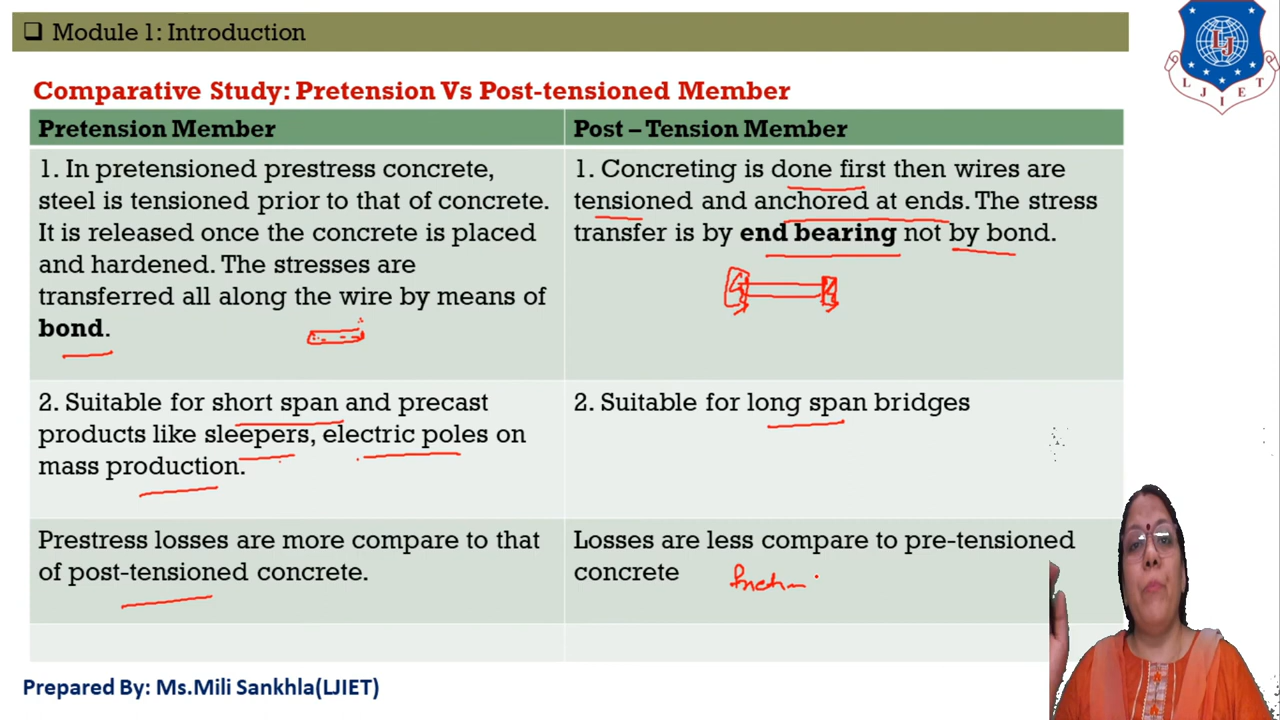 Module 1: Introduction
LJ
LJIET
Comparative Study: Pretension Vs Post-tensioned Member
Pretension Member
Post – Tension Member
1. In pretensioned prestress concrete,
steel is tensioned prior to that of concrete.
It is released once the concrete is placed
and hardened. The stresses are
transferred all along the wire by means of
bond.
1. Concreting is done first then wires are
tensioned and anchored at ends. The stress
transfer is by end bearing not by bond.
2. Suitable for short span and precast
products like sleepers, electric poles on
mass production.
2. Suitable for long span bridges
Prestress losses are more compare to that
of post-tensioned concrete.
Losses are less compare to pre-tensioned
concrete
Prepared By: Ms.Mili Sankhla(LJIET)